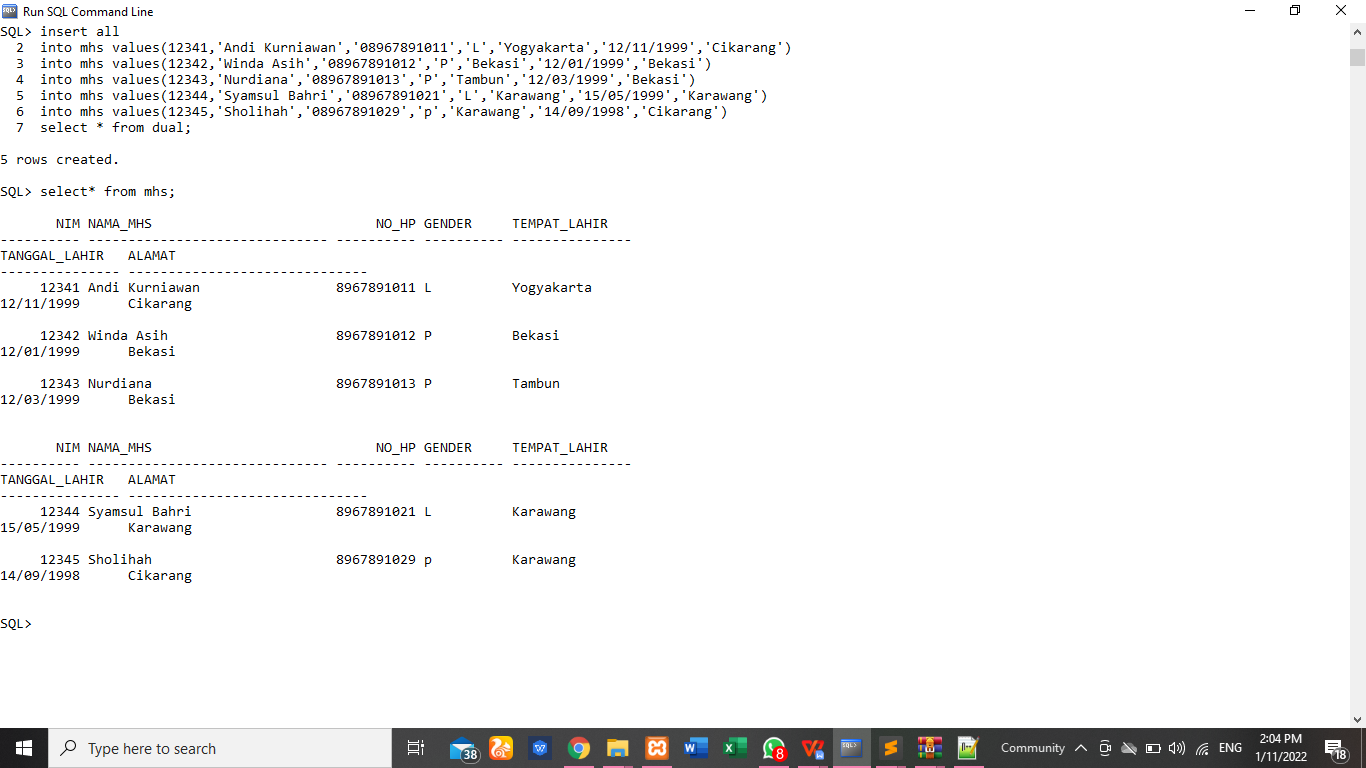 Run SQL Command Line
SQL> insert all
  2  into mhs values(12341,'Andi Kurniawan','08967891011','L','Yogyakarta','12/11/1999','Cikarang')
  3  into mhs values(12342,'Winda Asih','08967891012','P','Bekasi','12/01/1999','Bekasi')
  4  into mhs values(12343,'Nurdiana','08967891013','P','Tambun','12/03/1999','Bekasi')
  5  into mhs values(12344,'Syamsul Bahri','08967891021','L','Karawang','15/05/1999','Karawang')
  6  into mhs values(12345,'Sholihah','08967891029','p','Karawang','14/09/1998','Cikarang')
  7  select * from dual;
5 rows created.
SQL> select* from mhs;
       NIM NAMA_MHS                            NO_HP GENDER     TEMPAT_LAHIR
---------- ------------------------------ ---------- ---------- ---------------
TANGGAL_LAHIR   ALAMAT
--------------- ------------------------------
     12341 Andi Kurniawan                 8967891011 L          Yogyakarta
12/11/1999      Cikarang
     12342 Winda Asih                     8967891012 P          Bekasi
12/01/1999      Bekasi
     12343 Nurdiana                       8967891013 P          Tambun
12/03/1999      Bekasi
       NIM NAMA_MHS                            NO_HP GENDER     TEMPAT_LAHIR
---------- ------------------------------ ---------- ---------- ---------------
TANGGAL_LAHIR   ALAMAT
--------------- ------------------------------
     12344 Syamsul Bahri                  8967891021 L          Karawang
15/05/1999      Karawang
     12345 Sholihah                       8967891029 p          Karawang
14/09/1998      Cikarang
SQL>
Type here to search
38
8
Community
ENG
2:04 PM
1/11/2022
18